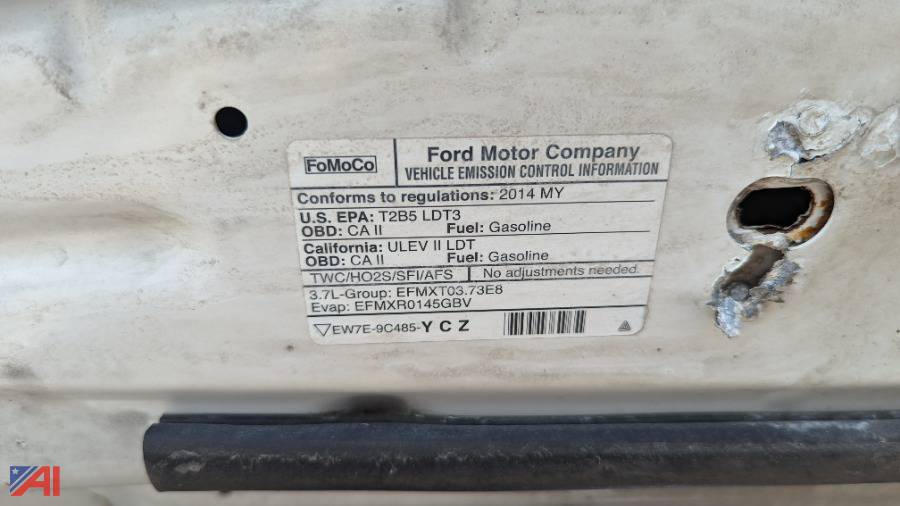 FoMoCo
Ford Motor Company
VEHICLE EMISSION CONTROL INFORMATION
Conforms to regulations: 2014 MY
U.S. EPA: T2B5 LDT3
OBD: CA II Fuel: Gasoline
California: ULEV II LDT
OBD: CA II Fuel: Gasoline
TWC/HO2S/SFI/AFS No adjustments needed.
3.7L-Group: EFMXT03.73E8
Evap: EFMXR0145GBV
EW7E-9C485-Y C Z
AI